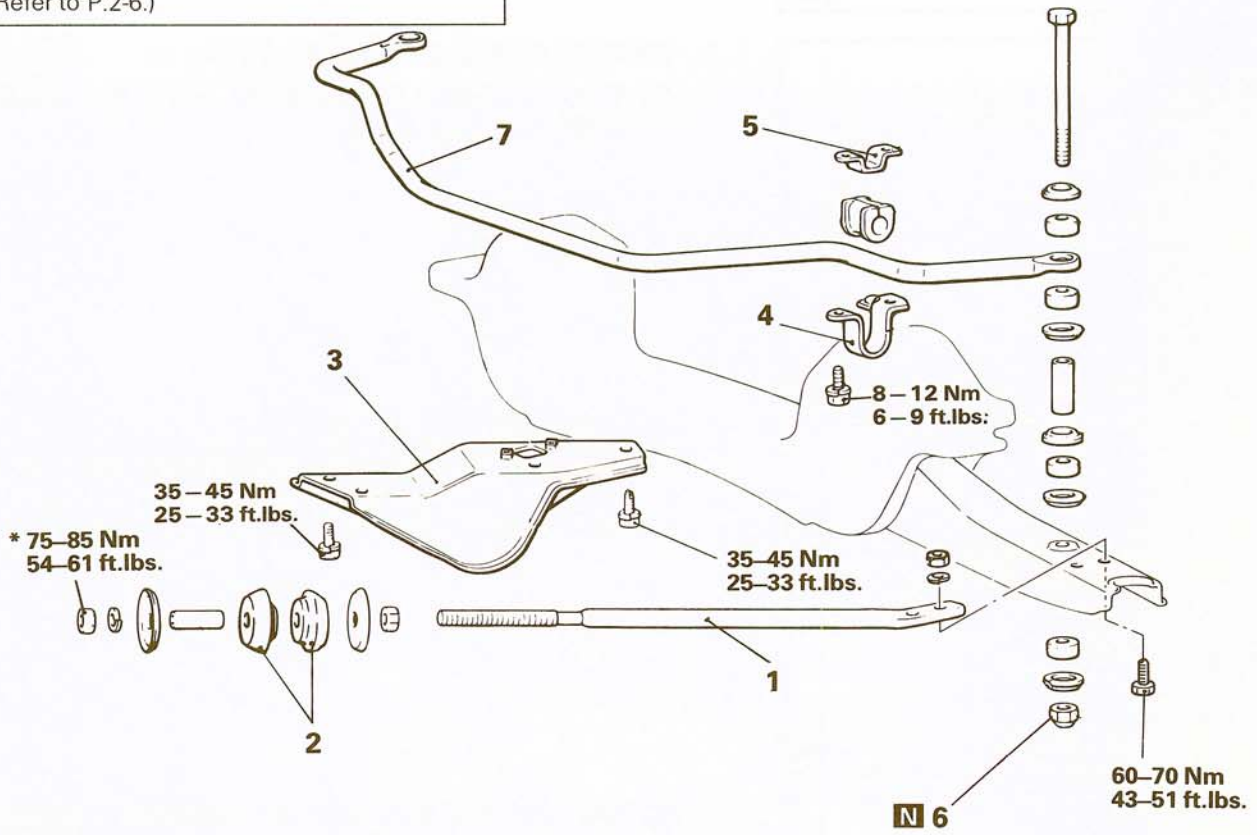 Refer to P.2-6.)
7
5
4
8–12 Nm
6–9 ft.lbs.
3
35–45 Nm
25–33 ft.lbs.
* 75–85 Nm
54–61 ft.lbs.
35–45 Nm
25–33 ft.lbs.
1
2
60–70 Nm
43–51 ft.lbs.
N 6